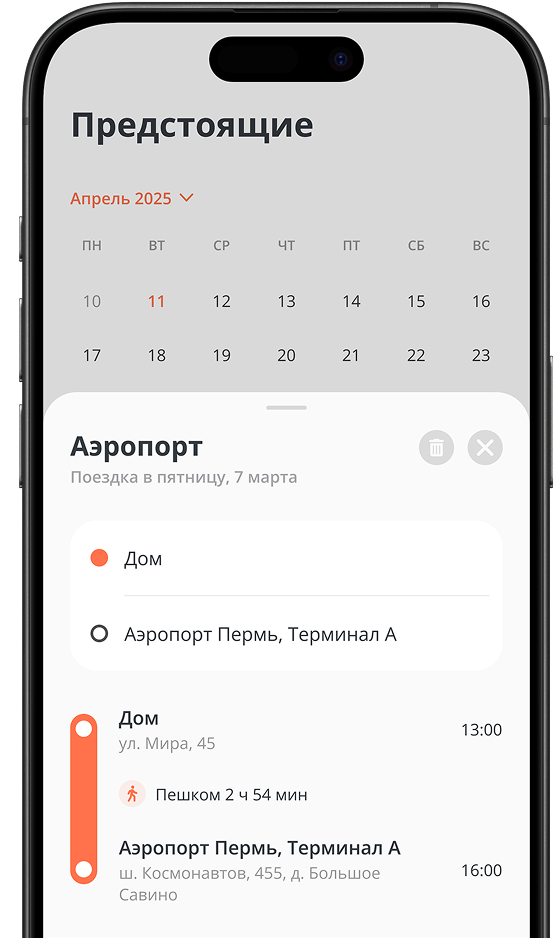 Предстоящие
Апрель 2025
ПН ВТ СР ЧТ ПТ СБ ВС
10 11 12 13 14 15 16
17 18 19 20 21 22 23
Аэропорт
Поездка в пятницу, 7 марта
Дом
Аэропорт Пермь, Терминал А
Дом
ул. Мира, 45
13:00
Пешком 2 ч 54 мин
Аэропорт Пермь, Терминал А
ш. Космонавтов, 455, д. Большое
Савино
16:00